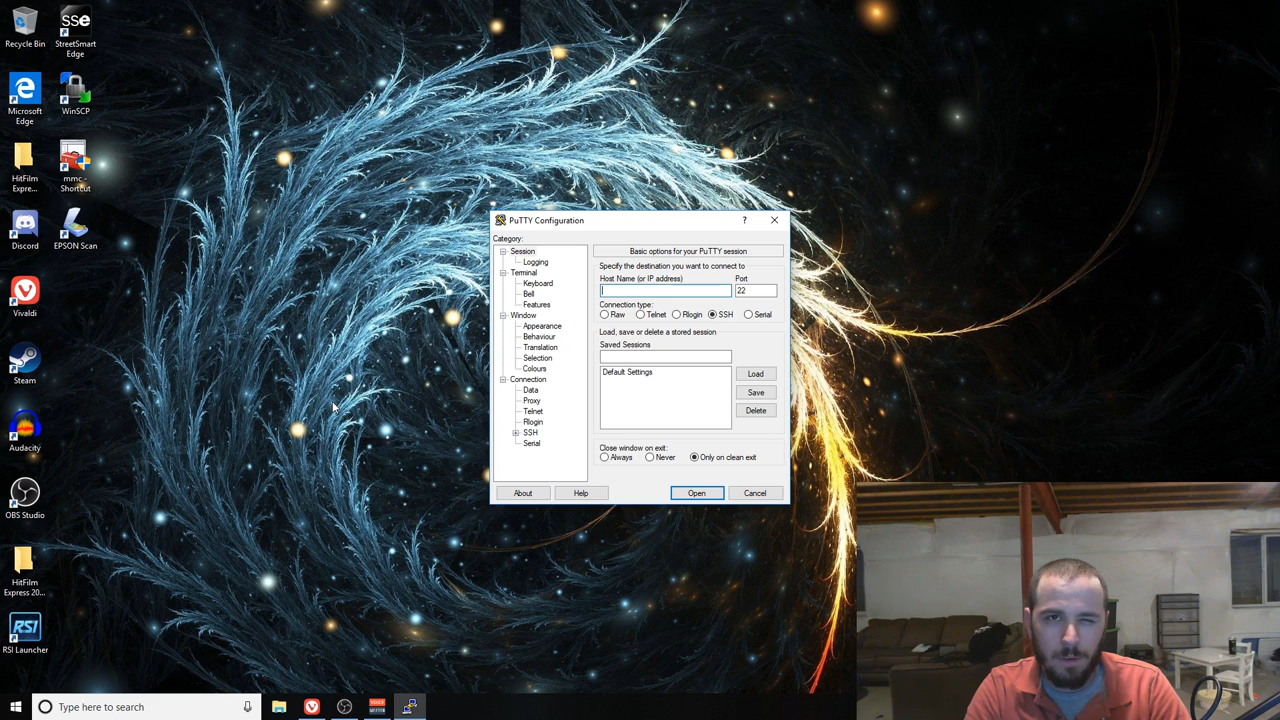 Recycle Bin
SSE
StreetSmart
Edge
Microsoft
Edge
WinSCP
HitFilm
Expre...
mmc -
Shortcut
Discord
EPSON Scan
Vivaldi
Steam
Audacity
OBS Studio
HitFilm
Express 20...
RSI
RSI Launcher
PuTTY Configuration
?
Category:
Session
Logging
Terminal
Keyboard
Bell
Features
Window
Appearance
Behaviour
Translation
Selection
Colours
Connection
Data
Proxy
Telnet
Rlogin
SSH
Serial
Basic options for your PuTTY session
Specify the destination you want to connect to
Host Name (or IP address) Port
22
Connection type:
Raw Telnet Rlogin SSH Serial
Load, save or delete a stored session
Saved Sessions
Default Settings
Load
Save
Delete
Close window on exit:
Always Never Only on clean exit
About Help Open Cancel
Type here to search